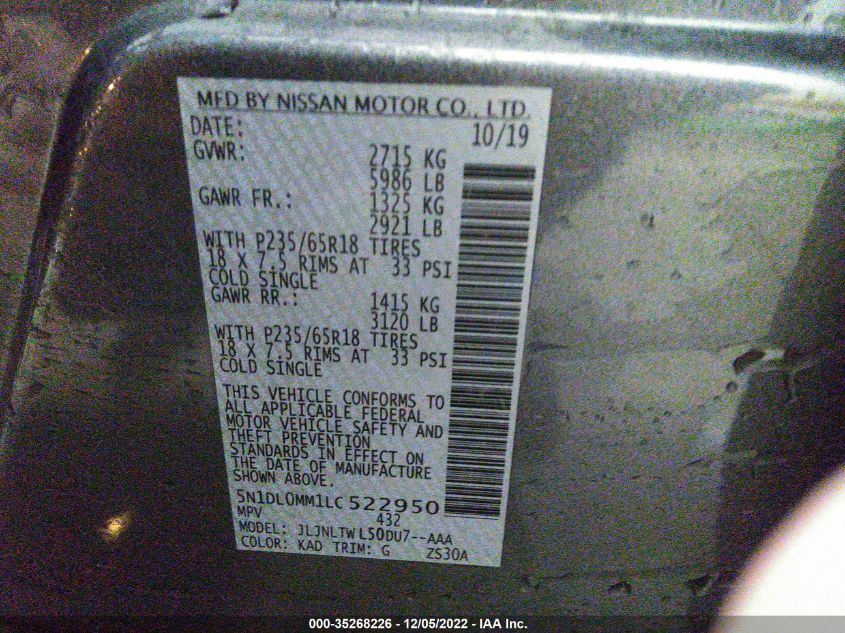 MFD BY NISSAN MOTOR CO., LTD.
DATE: 10/19
GVWR: 2715 KG
5986 LB
GAWR FR.: 1325 KG
2921 LB
WITH P235/65R18 TIRES
18 X 7.5 RIMS AT 33 PSI
COLD SINGLE
GAWR RR.: 1415 KG
3120 LB
WITH P235/65R18 TIRES
18 X 7.5 RIMS AT 33 PSI
COLD SINGLE
THIS VEHICLE CONFORMS TO
ALL APPLICABLE FEDERAL
MOTOR VEHICLE SAFETY AND
THEFT PREVENTION
STANDARDS IN EFFECT ON
THE DATE OF MANUFACTURE
SHOWN ABOVE.
5N1DL0MM1LC522950
MPV 432
MODEL: JLJNLTWL50DU7--AAA
COLOR: KAD TRIM: G ZS30A
000-35268226 - 12/05/2022 - IAA Inc.